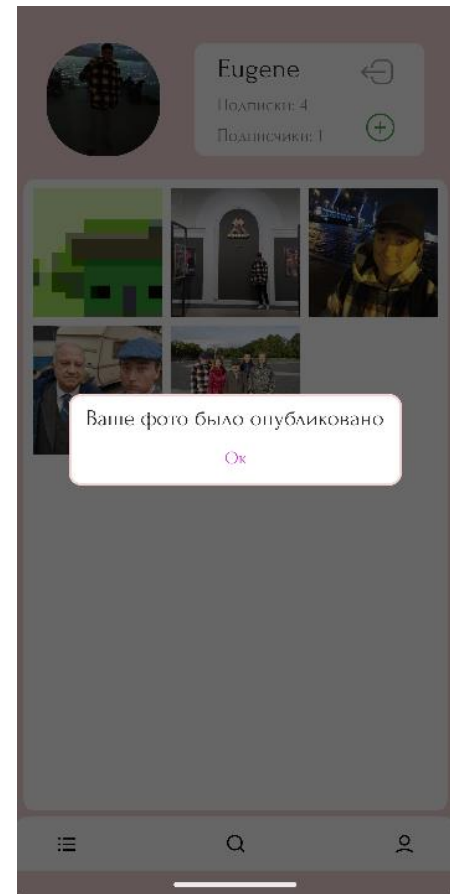 Eugene
Подписки: 4
Подписчики: 1
Ваше фото было опубликовано
Ок